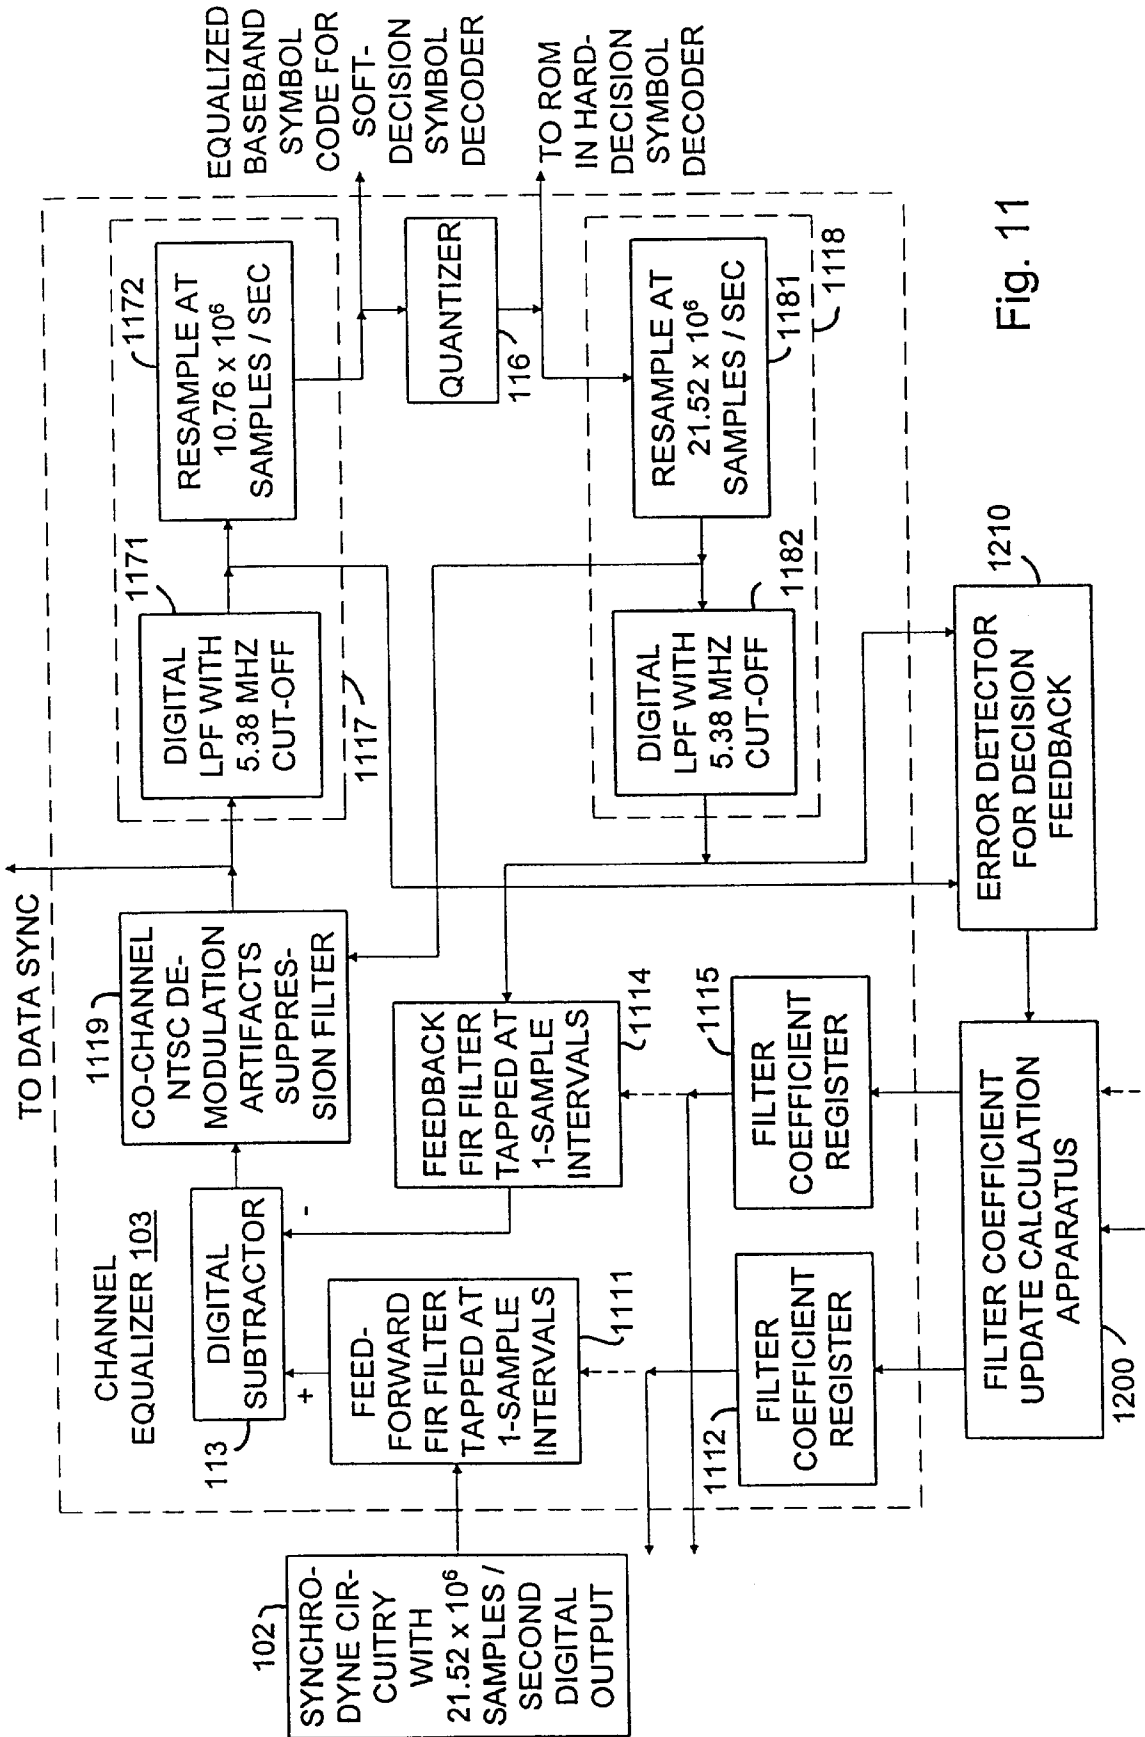 TO DATA SYNC
CHANNEL
EQUALIZER 103
102
SYNCHRO-
DYNE CIR-
CUITRY
WITH
21.52 x 10⁶
SAMPLES /
SECOND
DIGITAL
OUTPUT
113
DIGITAL
SUBTRACTOR
+
-
FEED-
FORWARD
FIR FILTER
TAPPED AT
1-SAMPLE
INTERVALS
1111
1112
FILTER
COEFFICIENT
REGISTER
1119
CO-CHANNEL
NTSC DE-
MODULATION
ARTIFACTS
SUPPRES-
SION FILTER
FEEDBACK
FIR FILTER
TAPPED AT
1-SAMPLE
INTERVALS
1114
1115
FILTER
COEFFICIENT
REGISTER
FILTER COEFFICIENT
UPDATE CALCULATION
APPARATUS
1200
1171
DIGITAL
LPF WITH
5.38 MHZ
CUT-OFF
1117
1172
RESAMPLE AT
10.76 x 10⁶
SAMPLES / SEC
QUANTIZER
116
RESAMPLE AT
21.52 x 10⁶
SAMPLES / SEC
1181
1118
DIGITAL
LPF WITH
5.38 MHZ
CUT-OFF
1182
1210
ERROR DETECTOR
FOR DECISION
FEEDBACK
EQUALIZED
BASEBAND
SYMBOL
CODE FOR
SOFT-
DECISION
SYMBOL
DECODER
TO ROM
IN HARD-
DECISION
SYMBOL
DECODER
Fig. 11